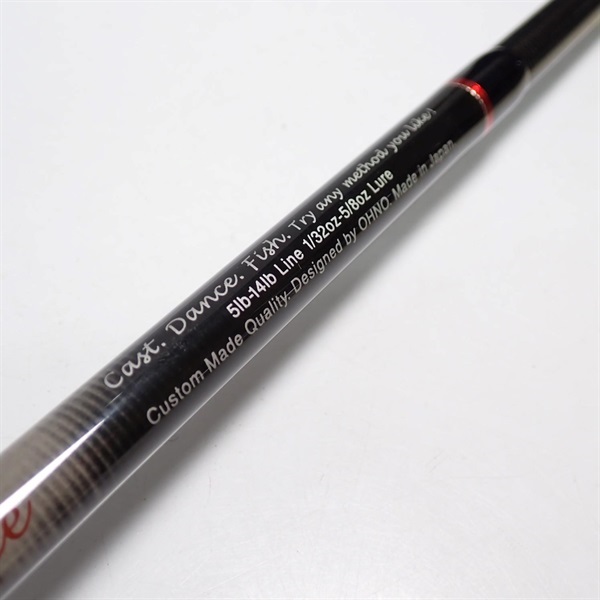 Cast. Dance. Fish. Try any method you like!
5lb-14lb Line 1/32oz-5/8oz Lure
Custom Made Quality. Designed by OHNO Made in Japan